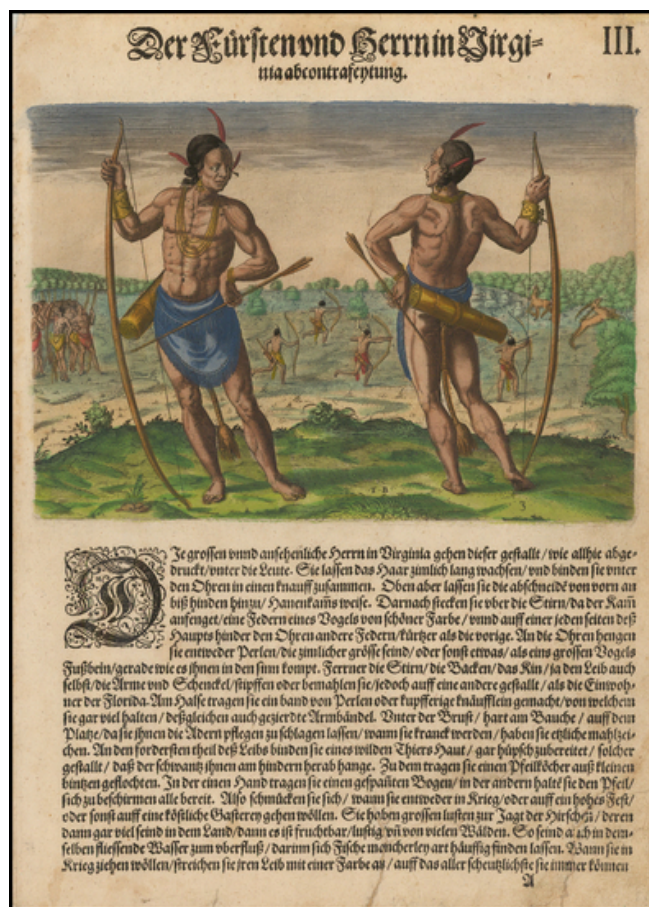 Der Fürsten vnd Herrn in Virgi=
nia abcontrafeytung.
III.
3
DJe grossen vnnd ansehenliche Herrn in Virginia gehen dieser gestallt / wie allhie abge-
druckt / vnter die Leute. Sie lassen das Haar zimlich lang wachsen / vnd binden sie vnter
den Ohren in einen knauff zusammen. Oben aber lassen sie die abschneidē von vorn an
biß hinden hinzu / Hanenkams weise. Darnach stecken sie vber die Stirn / da der Kam
anfenget / eine Federn eines Vogels von schöner Farbe / vnnd auff einer jeden seiten deß
Haupts hinder den Ohren andere Federn / kürtzer als die vorige. An die Ohren hengen
sie entweder Perlen / die zimlicher grösse seind / oder sonst etwas / als eins grossen Vogels
Fußbein / gerade wie es jhnen in den sinn kompt. Ferrner die Stirn / die Backen / das Kin / ja den Leib auch
selbst / die Arme vnd Schenckel / stipffen oder bemahlen sie / jedoch auff eine andere gestallt / als die Einwoh-
ner der Florida. Am Halse tragen sie ein band von Perlen oder kupfferige knäufflein gemacht / von welchem
sie gar viel halten / deßgleichen auch gezierdte Armbändel. Vnter der Brust / hart am Bauche / auff dem
Platze / da sie jhnen die Adern pflegen zu schlagen lassen / wann sie kranck werden / haben sie etzliche mahlzei-
chen. An den fordersten theil deß Leibs binden sie eines wilden Thiers Haut / gar hüpsch zubereitet / solcher
gestallt / daß der schwantz jhnen am hindern herab hange. Zu dem tragen sie einen Pfeilköcher auß kleinen
bintzen geflochten. In der einen Hand tragen sie einen gespañten Bogen / in der andern haltē sie den Pfeil /
sich zu beschirmen alle bereit. Also schmücken sie sich / wann sie entweder in Krieg / oder auff ein hohes Fest /
oder sonst auff eine köstliche Gasterey gehen wöllen. Sie haben grossen lusten zur Jagt der Hirschen / deren
dann gar viel seind in dem Land / dann es ist fruchtbar / lustig / vñ von vielen Wälden. So seind auch in dem-
selben fliessende Wasser zum vberfluß / darinn sich Fische mancherley art häuffig finden lassen. Wann sie in
Krieg ziehen wöllen / streichen sie jren Leib mit einer Farbe an / auff das aller scheutzlichste sie immer können
A